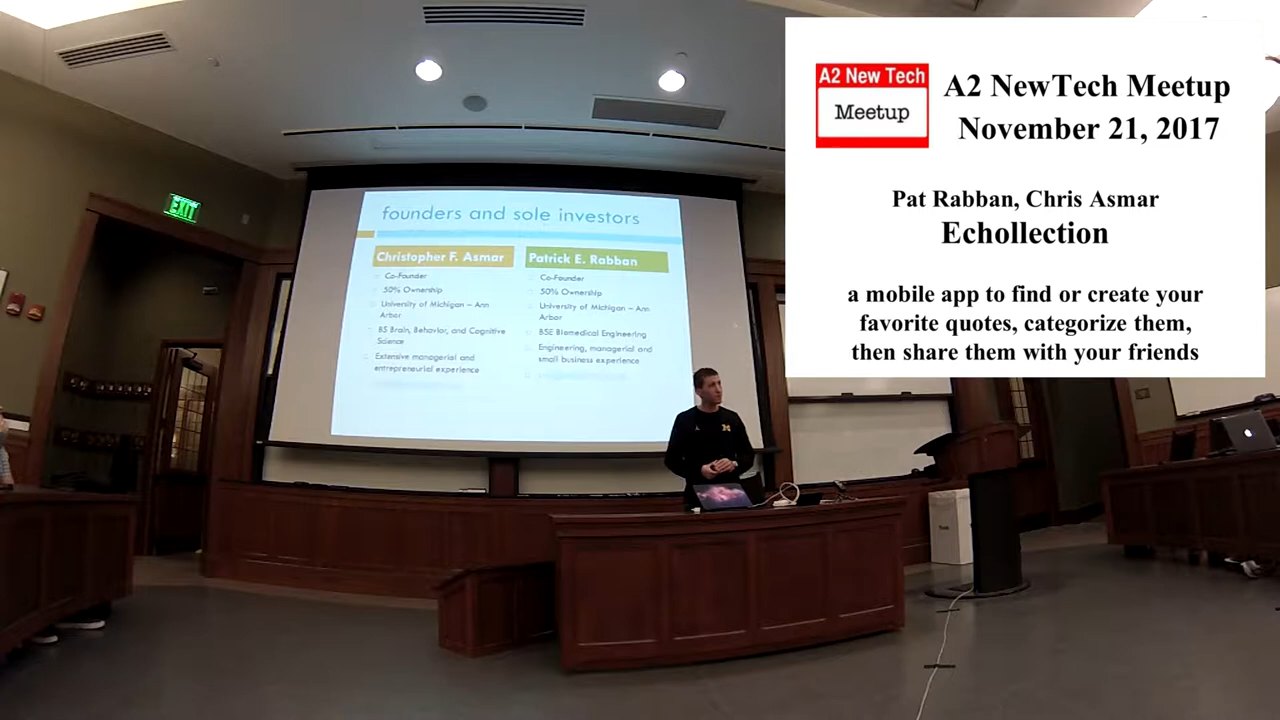 A2 New Tech
Meetup
A2 NewTech Meetup
November 21, 2017
Pat Rabban, Chris Asmar
Echollection
a mobile app to find or create your
favorite quotes, categorize them,
then share them with your friends
EXIT
founders and sole investors
Christopher F. Asmar
Co-Founder
50% Ownership
University of Michigan – Ann
Arbor
BS Brain, Behavior, and Cognitive
Science
Extensive managerial and
entrepreneurial experience
Patrick E. Rabban
Co-Founder
50% Ownership
University of Michigan – Ann
Arbor
BSE Biomedical Engineering
Engineering, managerial and
small business experience
M